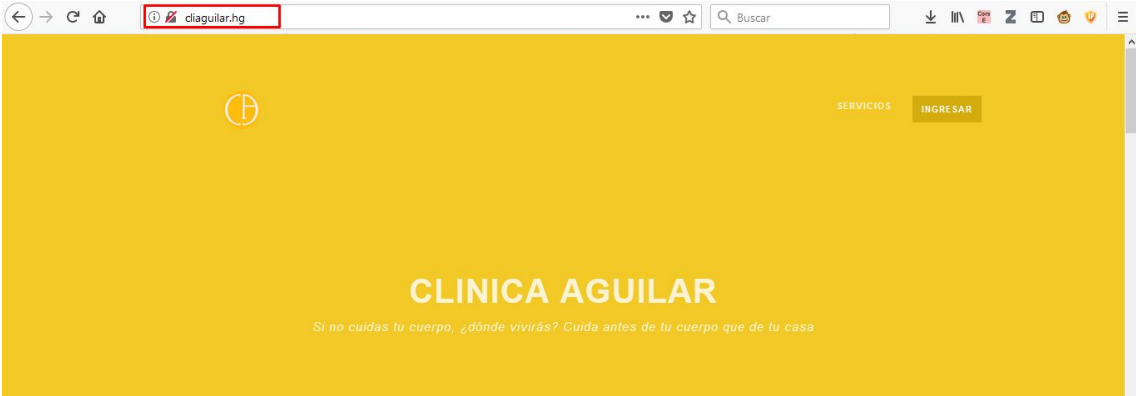 cliaguilar.hg
Buscar
SERVICIOS
INGRESAR
CLINICA AGUILAR
Si no cuidas tu cuerpo, ¿dónde vivirás? Cuida antes de tu cuerpo que de tu casa